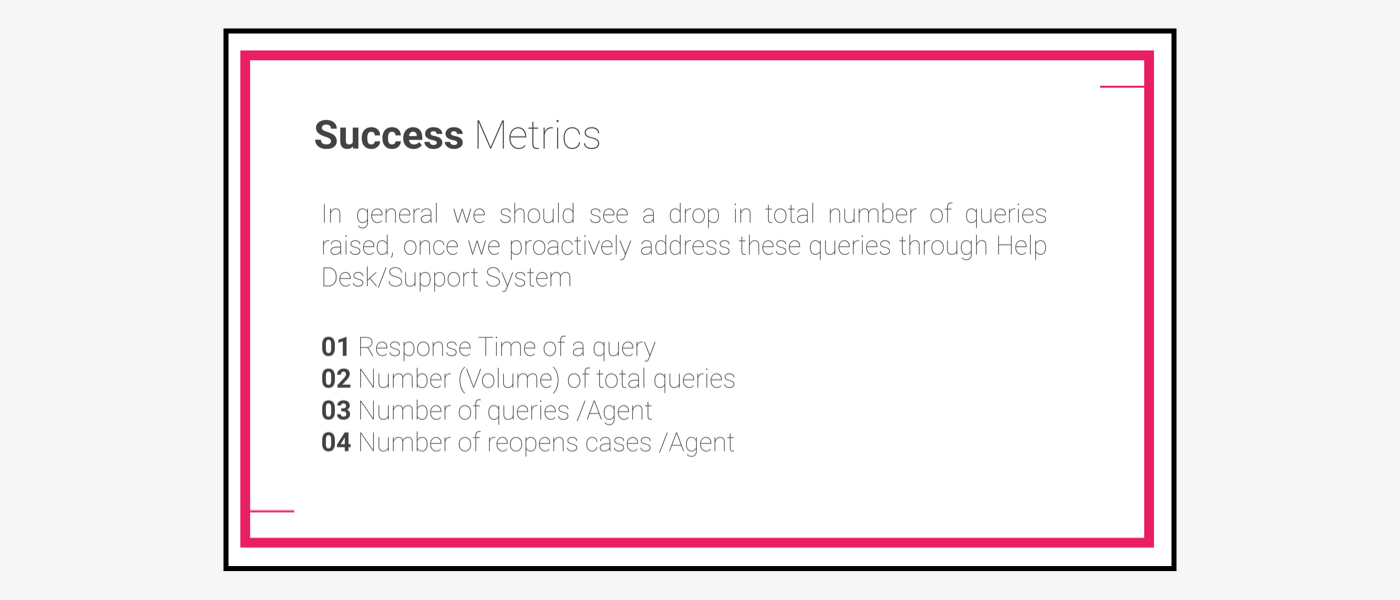 Success Metrics
In general we should see a drop in total number of queries
raised, once we proactively address these queries through Help
Desk/Support System
01 Response Time of a query
02 Number (Volume) of total queries
03 Number of queries /Agent
04 Number of reopens cases /Agent